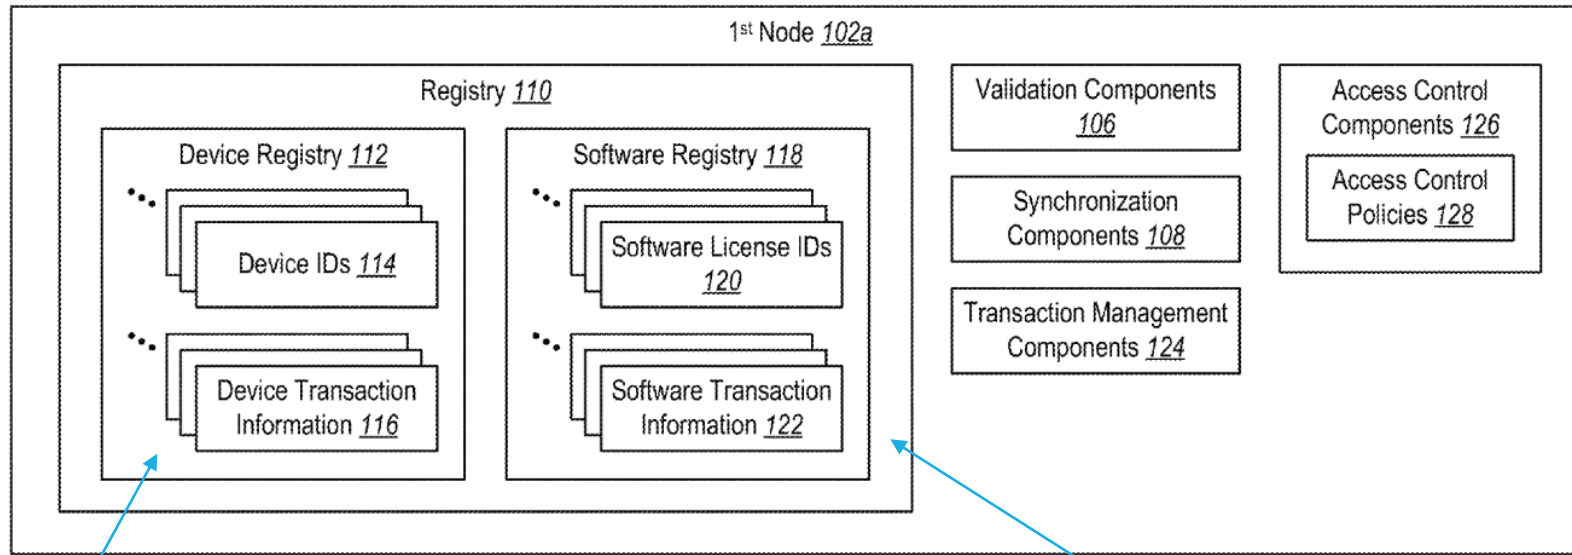 1st Node 102a
Registry 110
Device Registry 112
Device IDs 114
Device Transaction
Information 116
Software Registry 118
Software License IDs
120
Software Transaction
Information 122
Validation Components
106
Synchronization
Components 108
Transaction Management
Components 124
Access Control
Components 126
Access Control
Policies 128